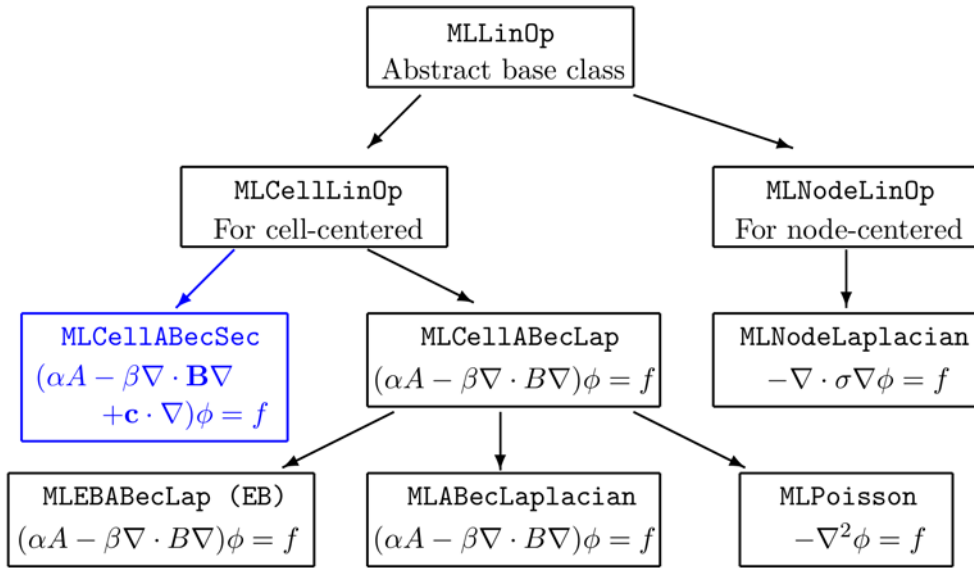 MLLinOp
Abstract base class
MLCellLinOp
For cell-centered
MLNodeLinOp
For node-centered
MLCellABecSec
(αA − β∇ · 𝐁∇
+𝐜 · ∇)ϕ = f
MLCellABecLap
(αA − β∇ · B∇)ϕ = f
MLNodeLaplacian
−∇ · σ∇ϕ = f
MLEBABecLap (EB)
(αA − β∇ · B∇)ϕ = f
MLABecLaplacian
(αA − β∇ · B∇)ϕ = f
MLPoisson
−∇²ϕ = f